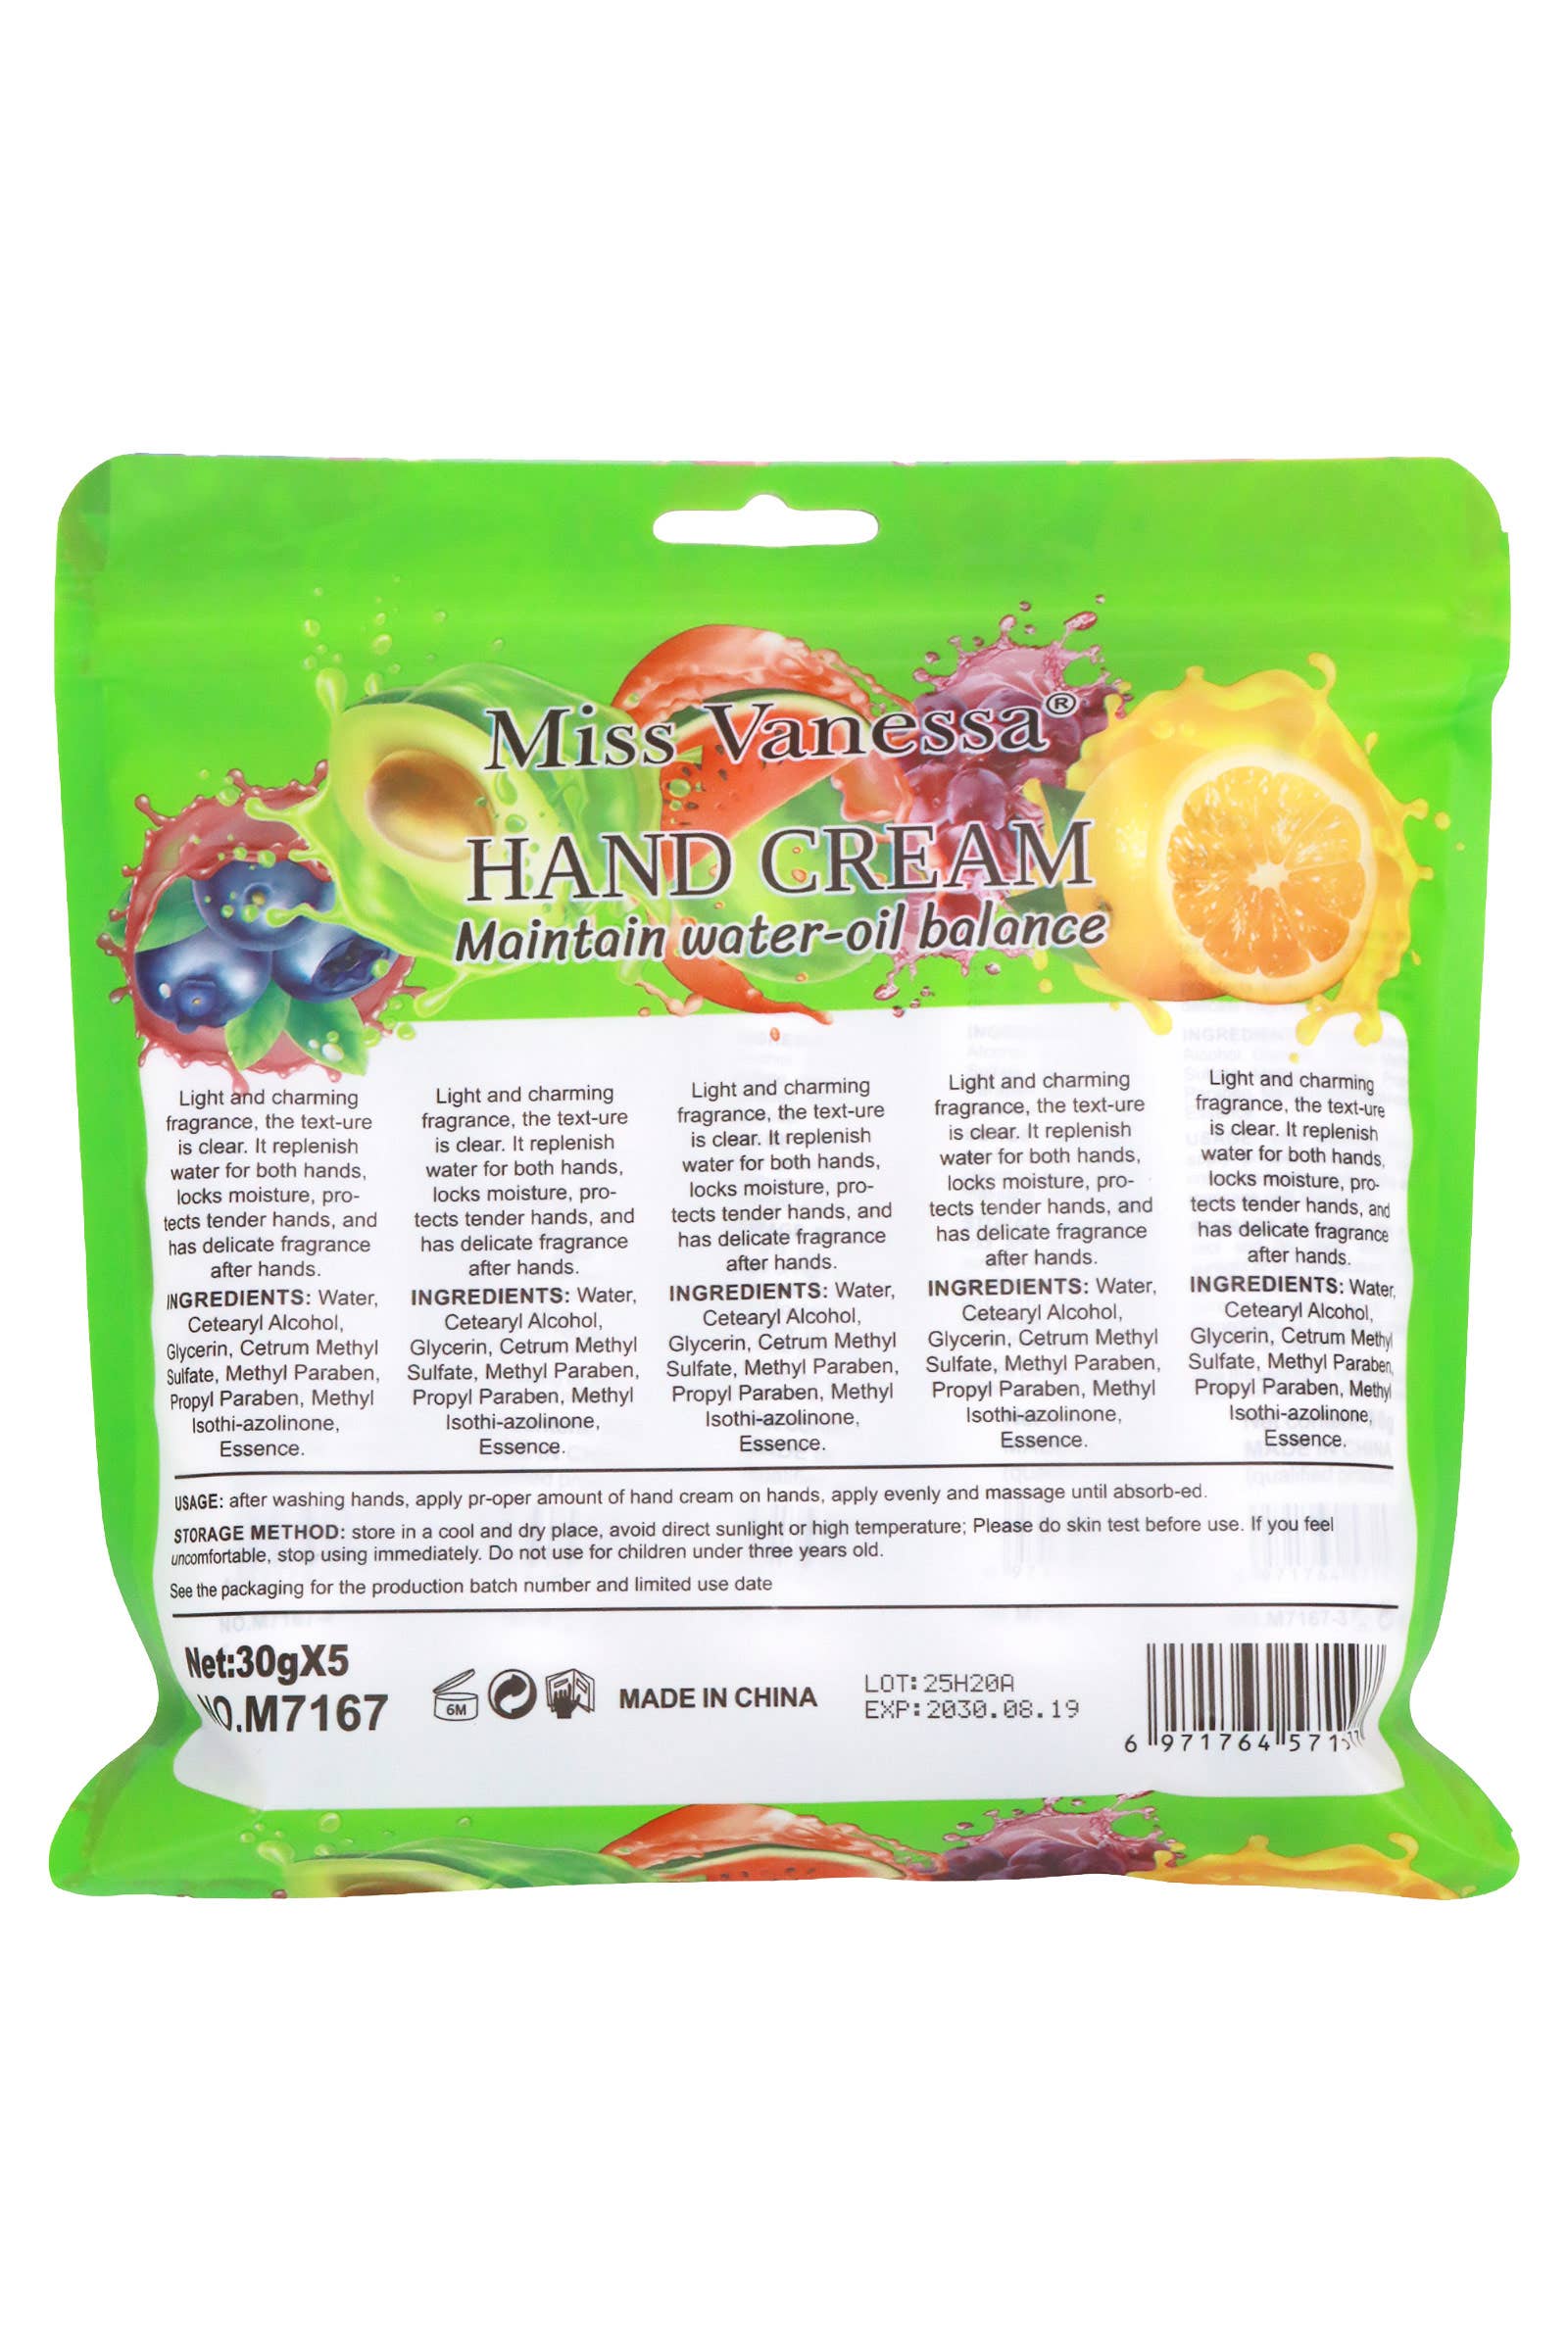 Miss Vanessa®
HAND CREAM
Maintain water-oil balance
Light and charming
fragrance, the text-ure
is clear. It replenish
water for both hands,
locks moisture, pro-
tects tender hands, and
has delicate fragrance
after hands.
INGREDIENTS: Water,
Cetearyl Alcohol,
Glycerin, Cetrum Methyl
Sulfate, Methyl Paraben,
Propyl Paraben, Methyl
Isothi-azolinone,
Essence.
Light and charming
fragrance, the text-ure
is clear. It replenish
water for both hands,
locks moisture, pro-
tects tender hands, and
has delicate fragrance
after hands.
INGREDIENTS: Water,
Cetearyl Alcohol,
Glycerin, Cetrum Methyl
Sulfate, Methyl Paraben,
Propyl Paraben, Methyl
Isothi-azolinone,
Essence.
Light and charming
fragrance, the text-ure
is clear. It replenish
water for both hands,
locks moisture, pro-
tects tender hands, and
has delicate fragrance
after hands.
INGREDIENTS: Water,
Cetearyl Alcohol,
Glycerin, Cetrum Methyl
Sulfate, Methyl Paraben,
Propyl Paraben, Methyl
Isothi-azolinone,
Essence.
Light and charming
fragrance, the text-ure
is clear. It replenish
water for both hands,
locks moisture, pro-
tects tender hands, and
has delicate fragrance
after hands.
INGREDIENTS: Water,
Cetearyl Alcohol,
Glycerin, Cetrum Methyl
Sulfate, Methyl Paraben,
Propyl Paraben, Methyl
Isothi-azolinone,
Essence.
Light and charming
fragrance, the text-ure
is clear. It replenish
water for both hands,
locks moisture, pro-
tects tender hands, and
has delicate fragrance
after hands.
INGREDIENTS: Water,
Cetearyl Alcohol,
Glycerin, Cetrum Methyl
Sulfate, Methyl Paraben,
Propyl Paraben, Methyl
Isothi-azolinone,
Essence.
USAGE: after washing hands, apply pr-oper amount of hand cream on hands, apply evenly and massage until absorb-ed.
STORAGE METHOD: store in a cool and dry place, avoid direct sunlight or high temperature; Please do skin test before use. If you feel
uncomfortable, stop using immediately. Do not use for children under three years old.
See the packaging for the production batch number and limited use date
Net:30gX5
NO.M7167
6M
MADE IN CHINA
LOT:25H20A
EXP:2030.08.19
6 971764 571